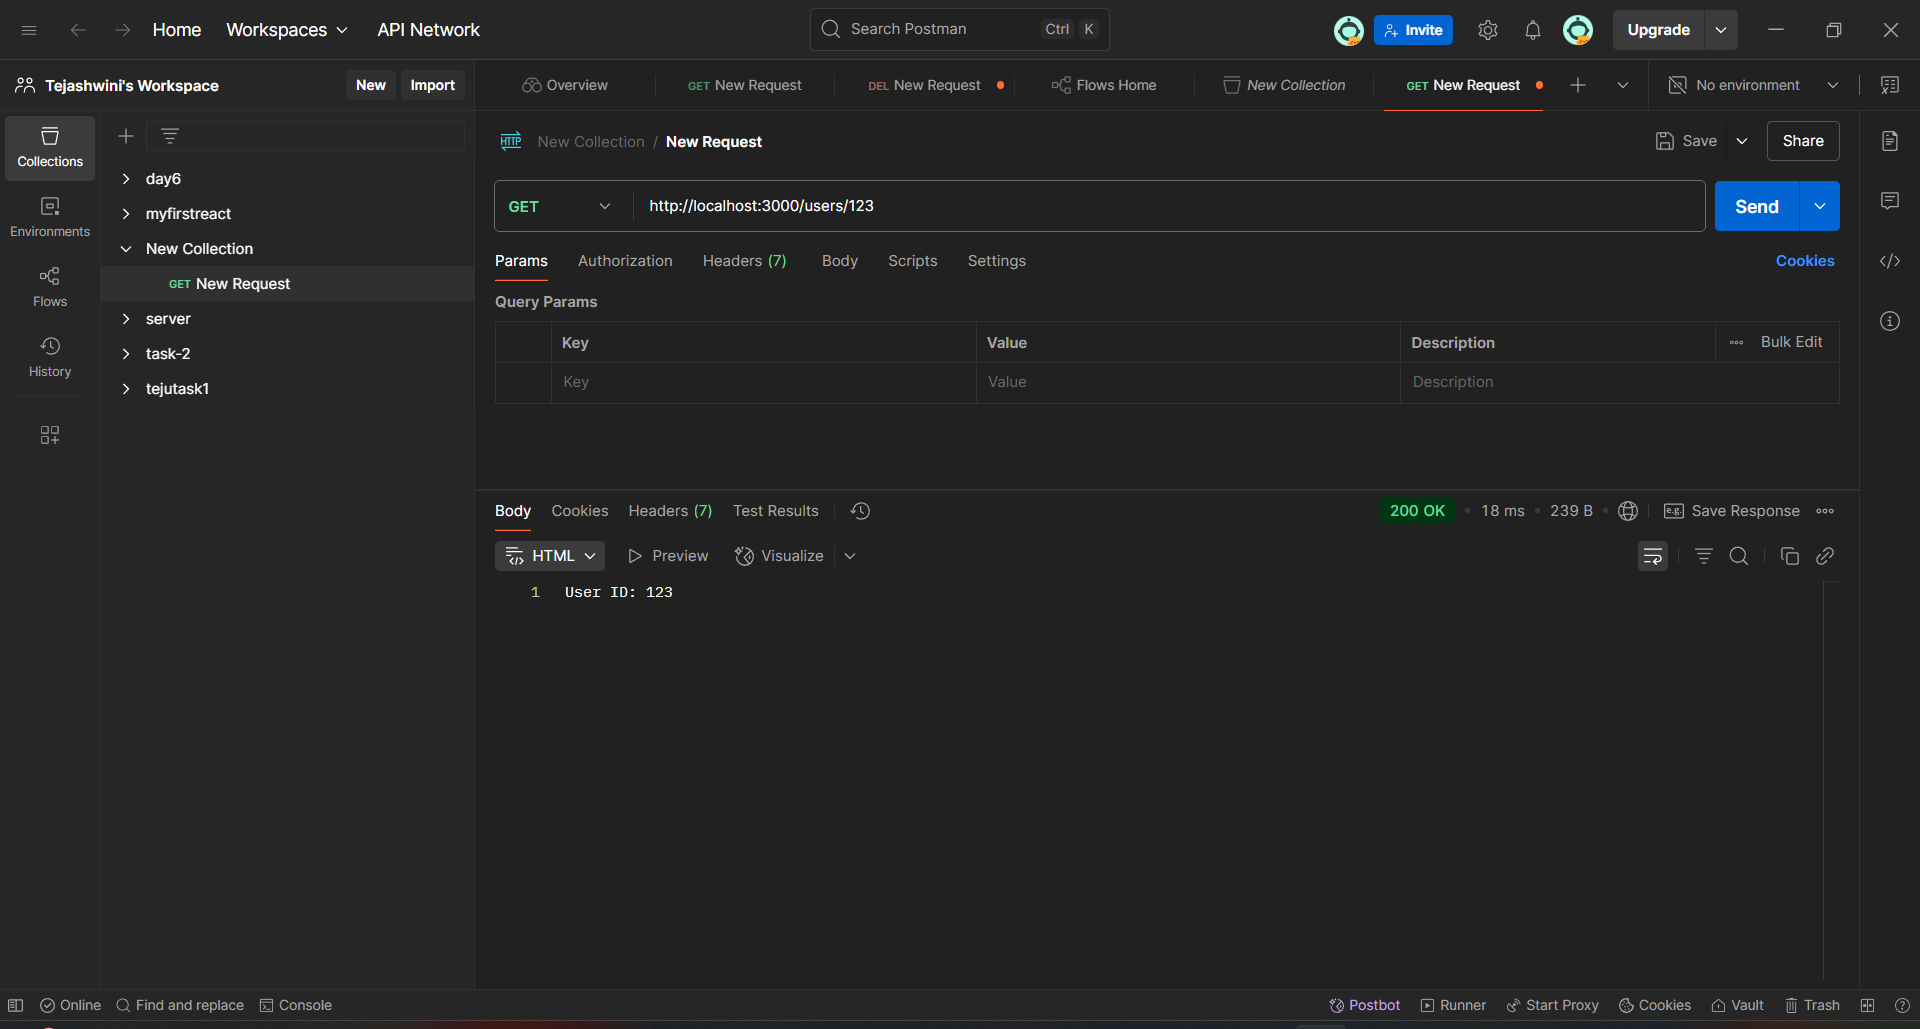 Home Workspaces API Network Search Postman Ctrl K Invite Upgrade
Tejashwini's Workspace New Import Overview GET New Request DEL New Request Flows Home New Collection GET New Request No environment
HTTP New Collection / New Request Save Share
Collections
Environments
Flows
History
day6
myfirstreact
New Collection
GET New Request
server
task-2
tejutask1
GET http://localhost:3000/users/123 Send
Params Authorization Headers (7) Body Scripts Settings Cookies
Query Params
Key Value Description Bulk Edit
Key Value Description
Body Cookies Headers (7) Test Results 200 OK 18 ms 239 B e.g. Save Response
HTML Preview Visualize
1 User ID: 123
Online Find and replace Console Postbot Runner Start Proxy Cookies Vault Trash